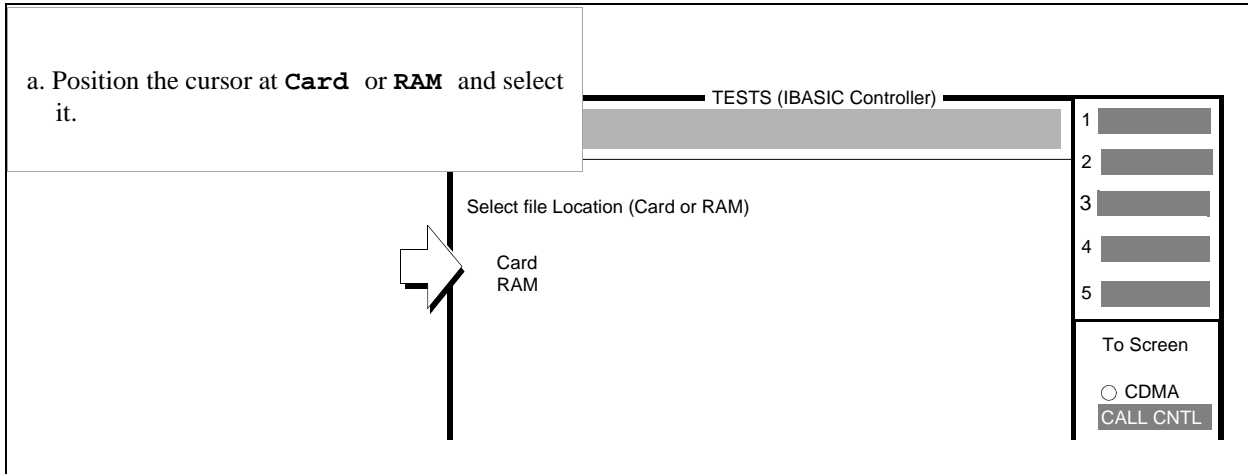 a. Position the cursor at Card or RAM and select
it.
TESTS (IBASIC Controller)
Select file Location (Card or RAM)
Card
RAM
1
2
3
4
5
To Screen
CDMA
CALL CNTL